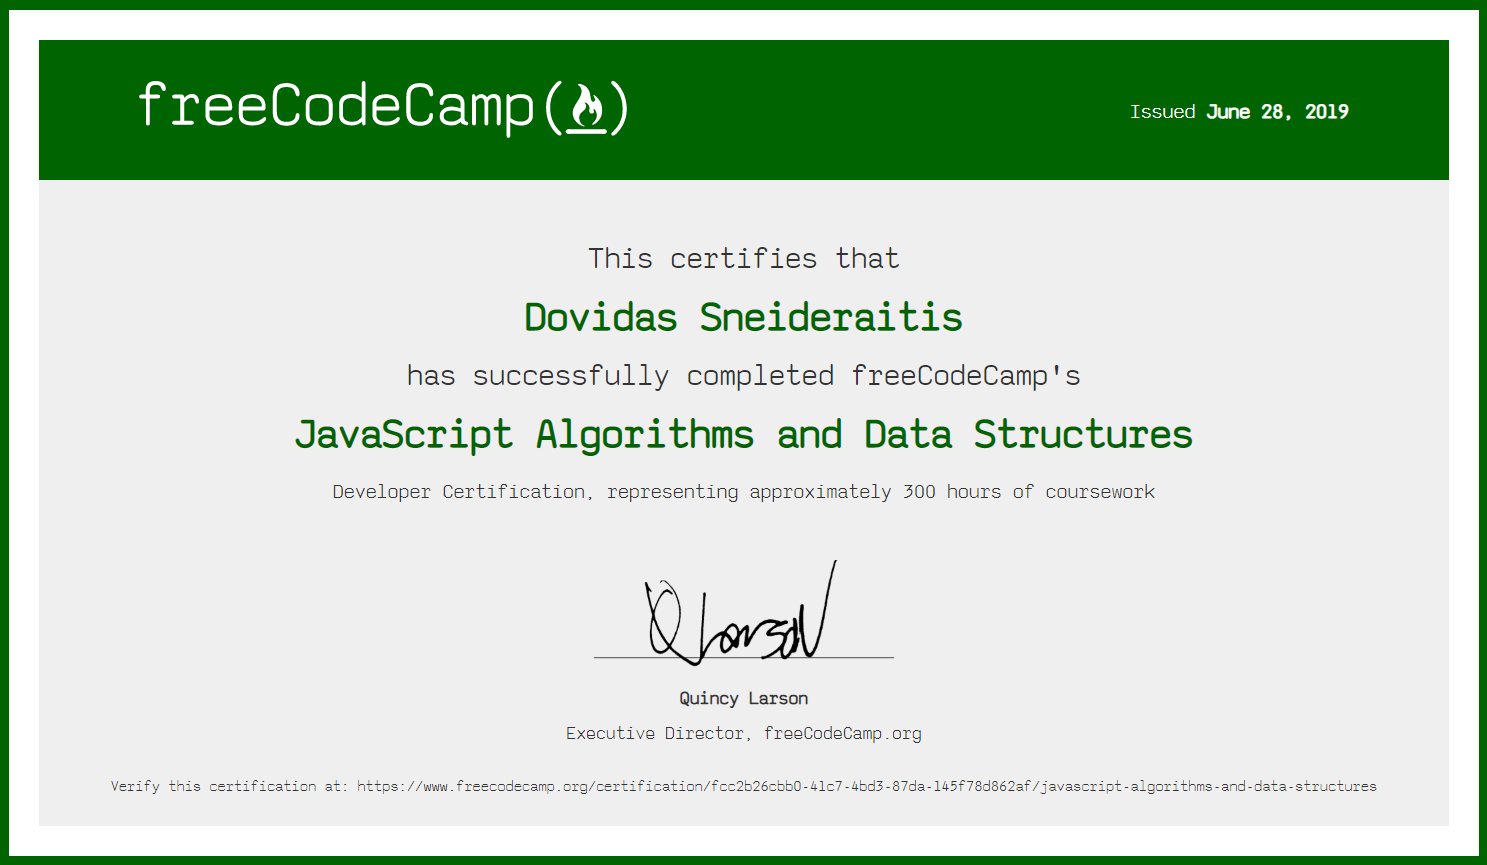 freeCodeCamp(🔥)
Issued June 28, 2019
This certifies that
Dovidas Sneideraitis
has successfully completed freeCodeCamp's
JavaScript Algorithms and Data Structures
Developer Certification, representing approximately 300 hours of coursework
Q Larson
Quincy Larson
Executive Director, freeCodeCamp.org
Verify this certification at: https://www.freecodecamp.org/certification/fcc2b26cbb0-41c7-4bd3-87da-145f78d862af/javascript-algorithms-and-data-structures